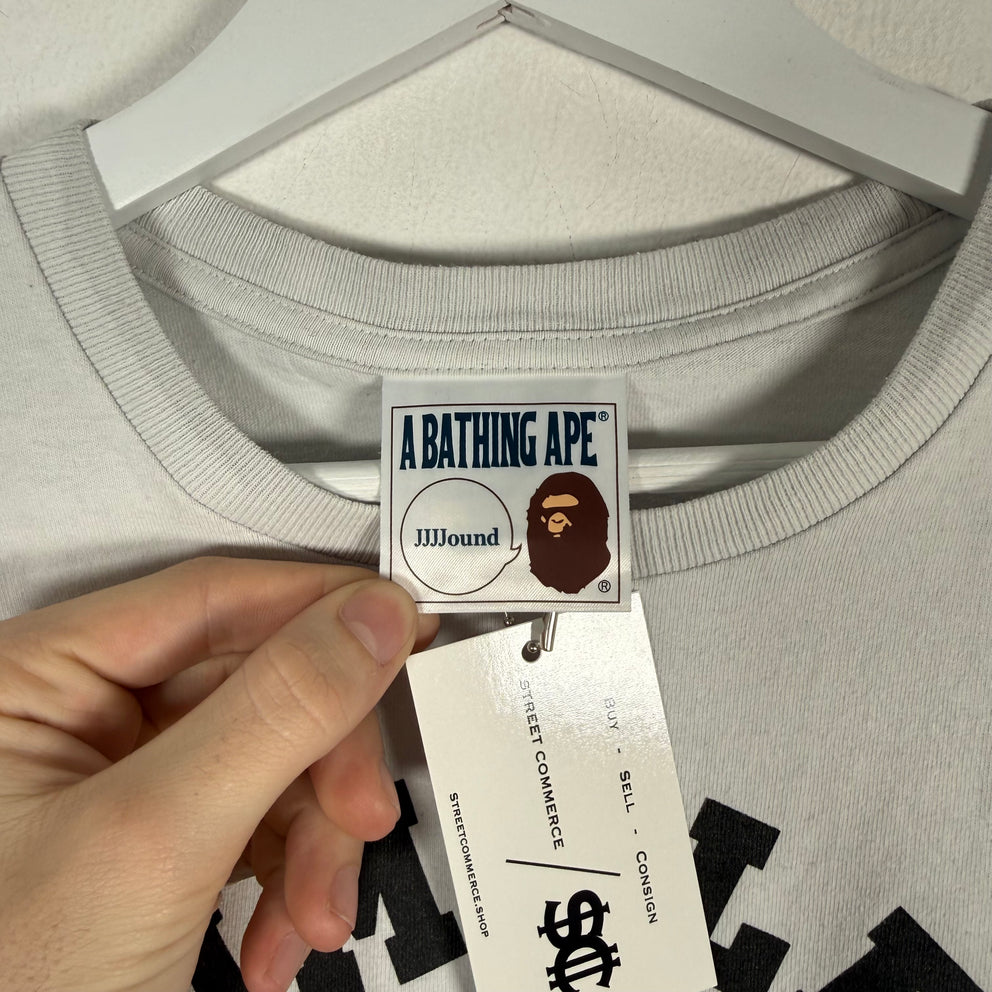 A BATHING APE®
JJJJound
®
BUY - SELL - CONSIGN
STREET COMMERCE
STREETCOMMERCE.SHOP